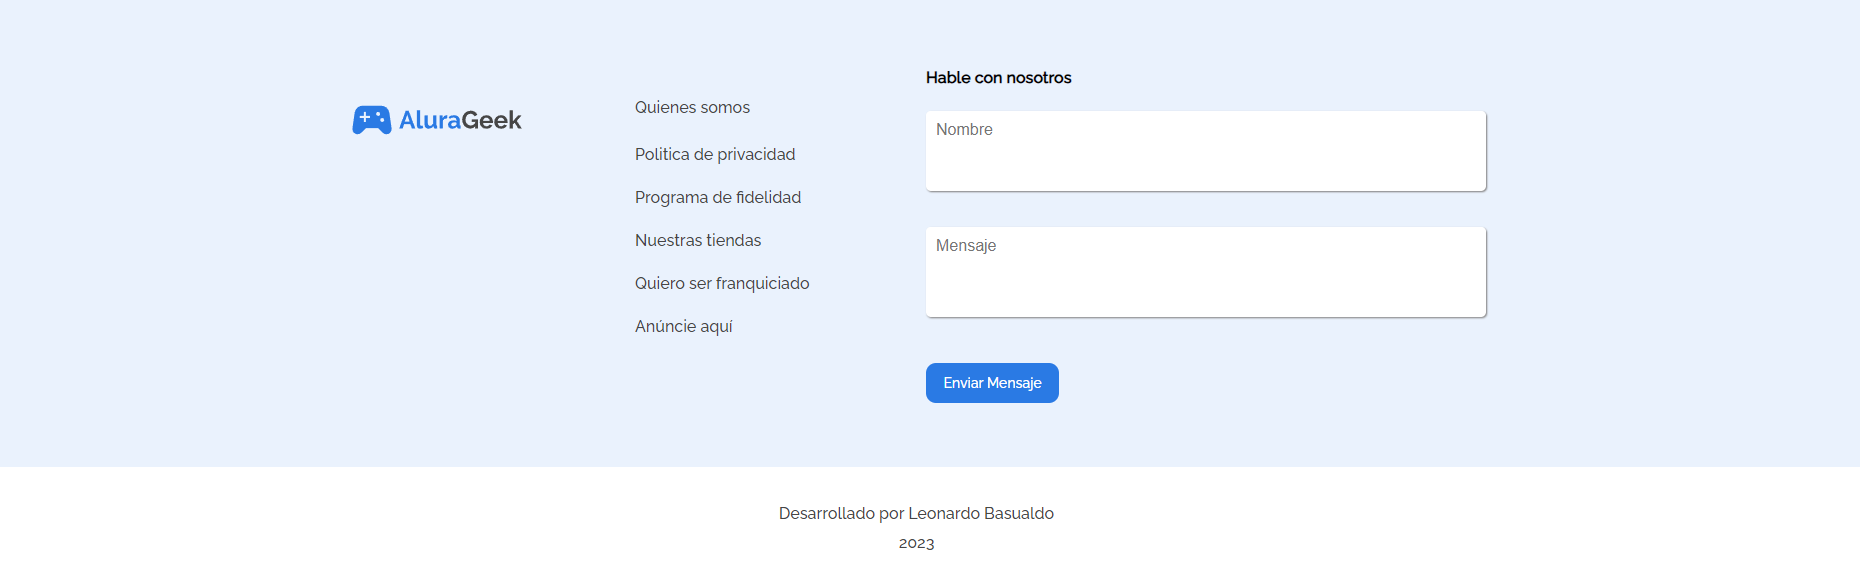 AluraGeek
Quienes somos
Politica de privacidad
Programa de fidelidad
Nuestras tiendas
Quiero ser franquiciado
Anúncie aquí
Hable con nosotros
Nombre
Mensaje
Enviar Mensaje
Desarrollado por Leonardo Basualdo
2023